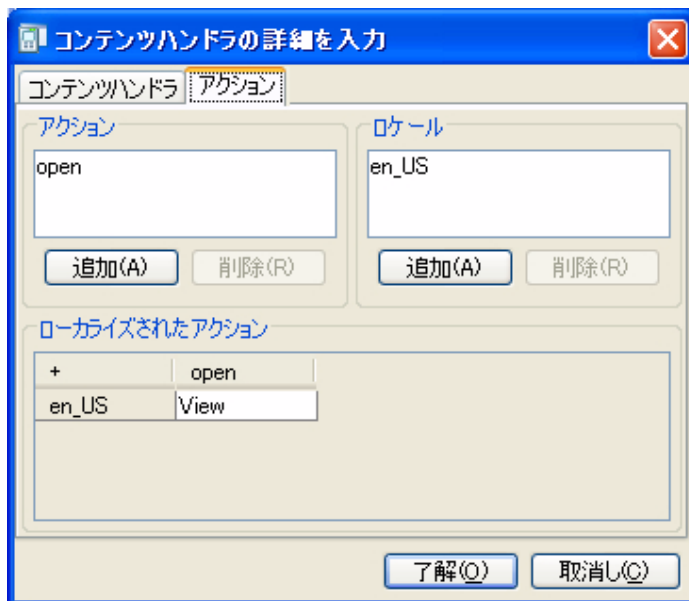 コンテンツハンドラの詳細を入力
コンテンツハンドラ アクション
アクション
open
追加(A) 削除(R)
ロケール
en_US
追加(A) 削除(R)
ローカライズされたアクション
+ open
en_US View
了解(O) 取消し(C)